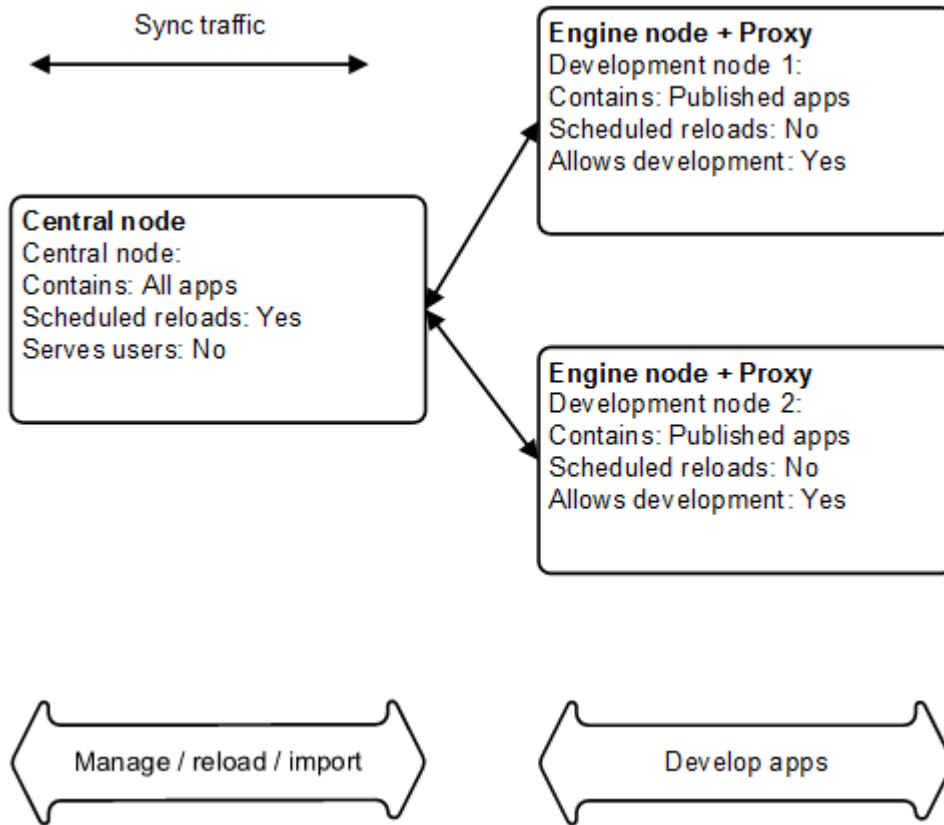 Sync traffic
Engine node + Proxy
Development node 1:
Contains: Published apps
Scheduled reloads: No
Allows development: Yes
Central node
Central node:
Contains: All apps
Scheduled reloads: Yes
Serves users: No
Engine node + Proxy
Development node 2:
Contains: Published apps
Scheduled reloads: No
Allows development: Yes
Manage / reload / import
Develop apps